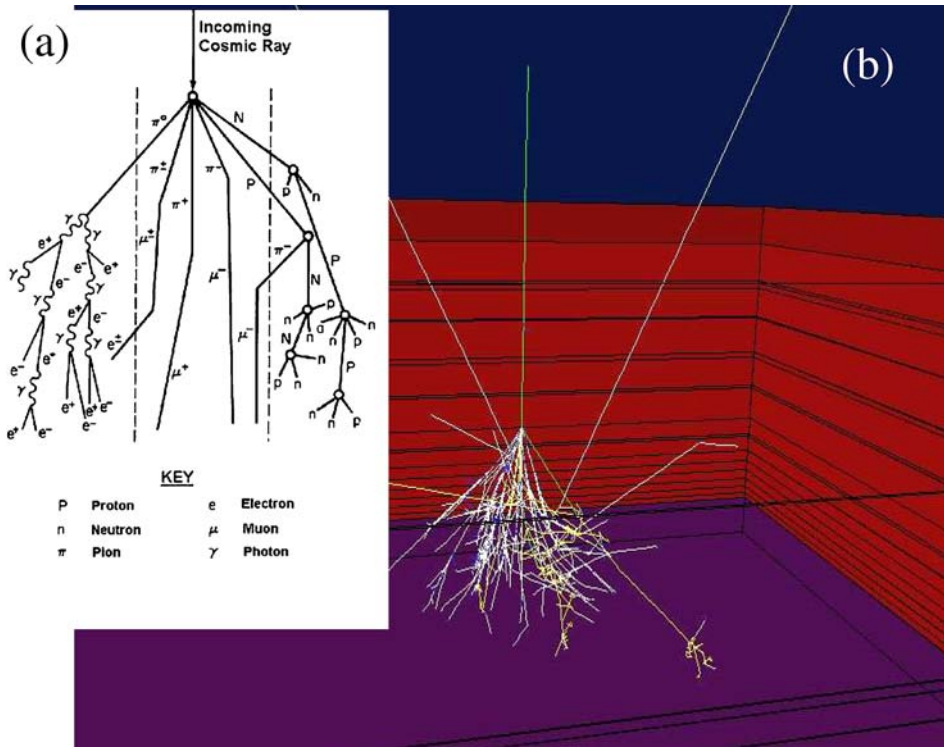 (a)
Incoming
Cosmic Ray
(b)
π° N
π± π-
π+ P
p n
γ γ
e+ γ
μ± π- P
γ e- e- e+
N
μ-
γ γ p
e+ e- n n a n n
γ γ N
e± μ- P
e- e+ μ+ p n n
γ e+ e+ e-
e- n n p
e+ e-
KEY
P Proton e Electron
n Neutron μ Muon
π Pion γ Photon